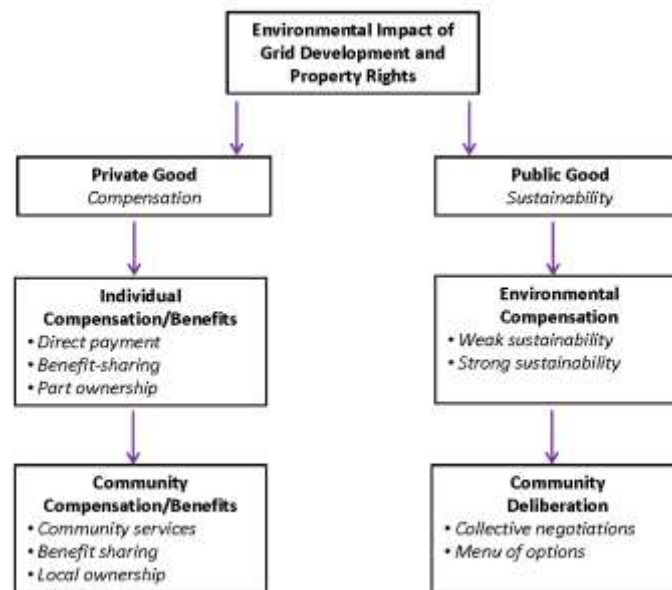 Environmental Impact of
Grid Development and
Property Rights
Private Good
Compensation
Public Good
Sustainability
Individual
Compensation/Benefits
• Direct payment
• Benefit-sharing
• Part ownership
Environmental
Compensation
• Weak sustainability
• Strong sustainability
Community
Compensation/Benefits
• Community services
• Benefit sharing
• Local ownership
Community
Deliberation
• Collective negotiations
• Menu of options